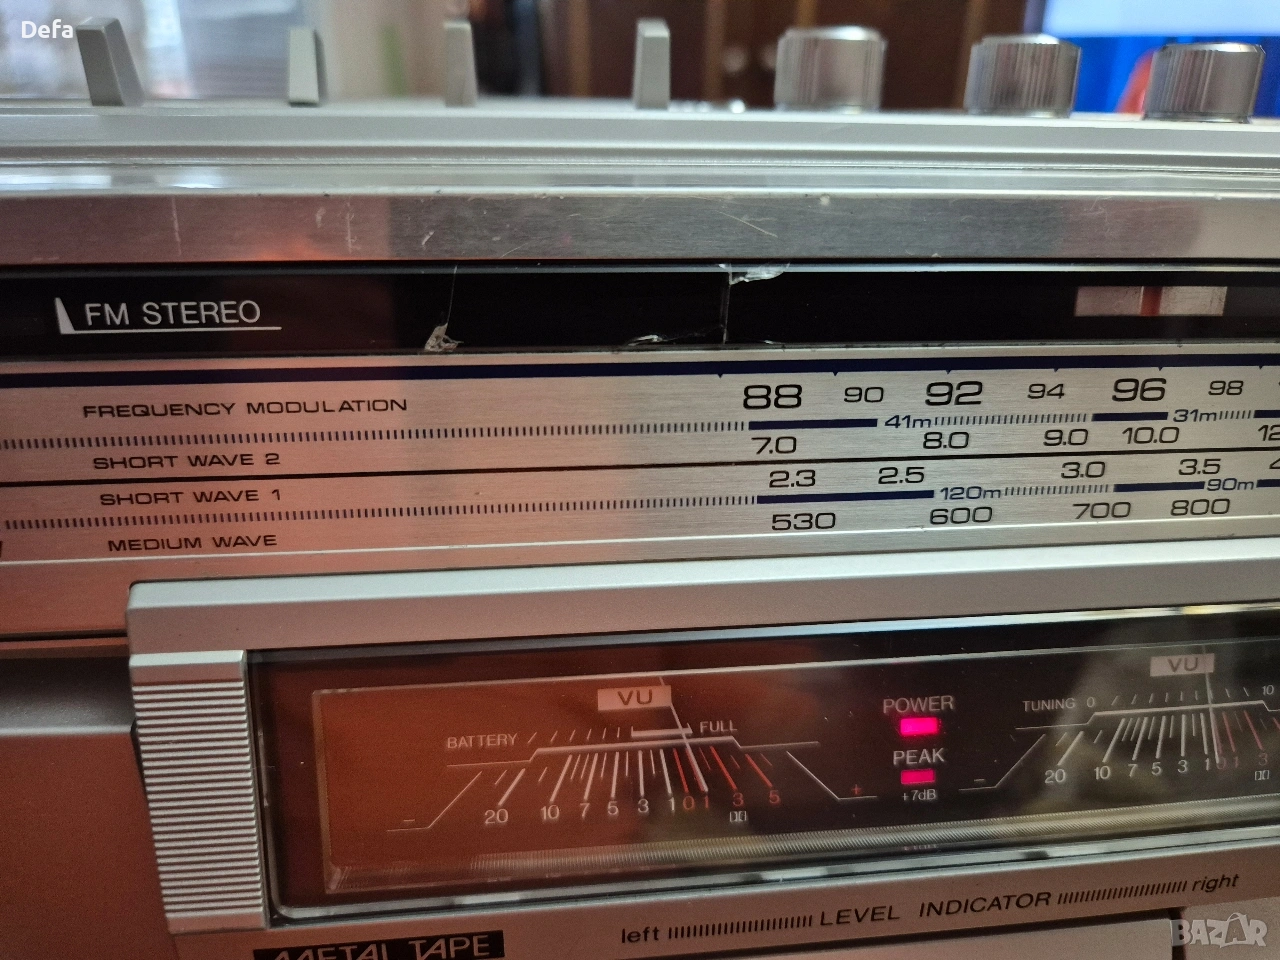 Defa
FM STEREO
FREQUENCY MODULATION 88 90 92 94 96 98
41m 31m
SHORT WAVE 2 7.0 8.0 9.0 10.0
SHORT WAVE 1 2.3 2.5 3.0 3.5
120m 90m
MEDIUM WAVE 530 600 700 800
VU
BATTERY FULL
20 10 7 5 3 1 0 1 3 5
- +
POWER
PEAK
+7dB
VU
TUNING 0 10
20 10 7 5 3 1 0 1 3
-
left LEVEL INDICATOR right
METAL TAPE
BAZAR